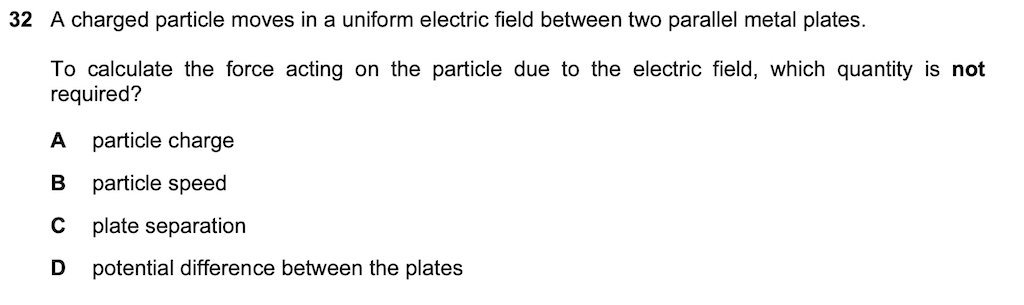 32 A charged particle moves in a uniform electric field between two parallel metal plates.
To calculate the force acting on the particle due to the electric field, which quantity is not
required?
A particle charge
B particle speed
C plate separation
D potential difference between the plates